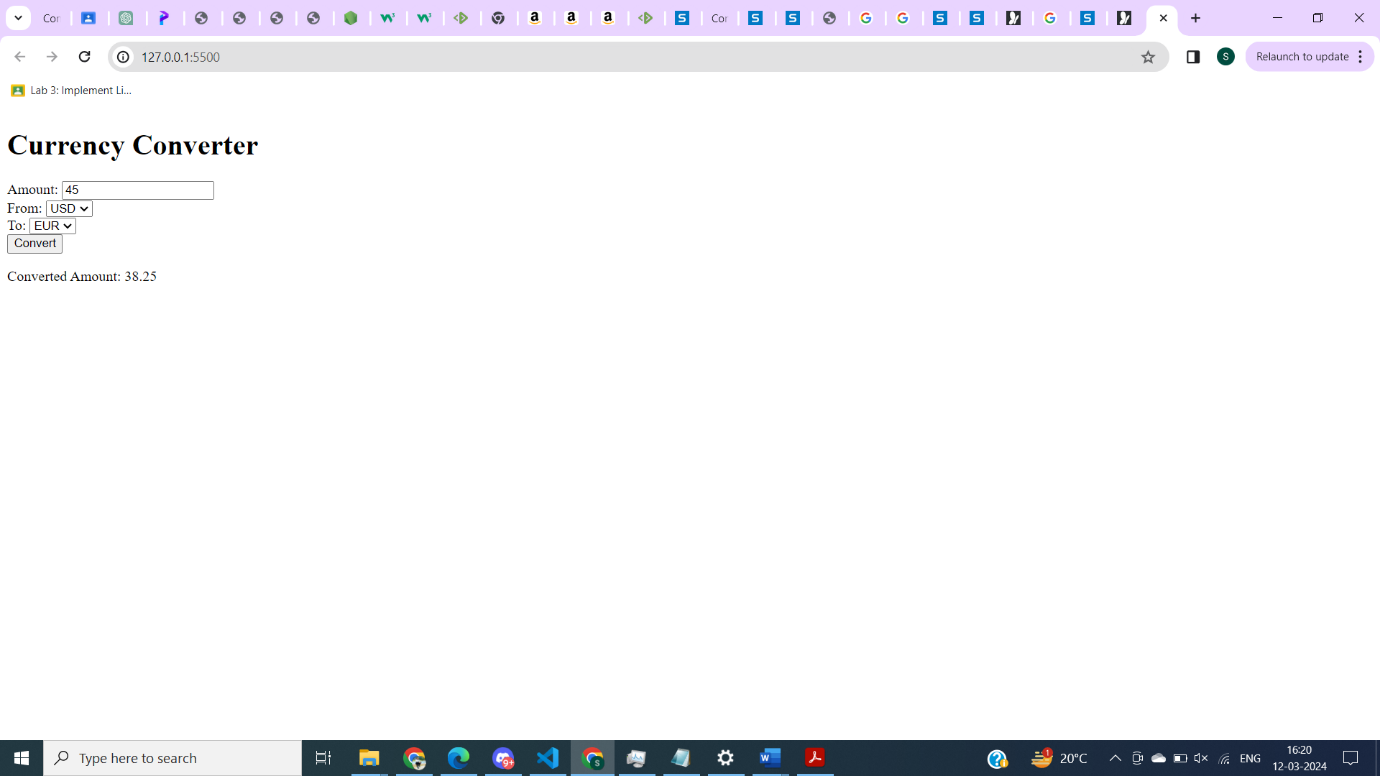 Cor
Cor
127.0.0.1:5500
S
Relaunch to update
Lab 3: Implement Li...
Currency Converter
Amount: 45
From: USD
To: EUR
Convert
Converted Amount: 38.25
Type here to search
9+
S
1
20°C
ENG
16:20
12-03-2024